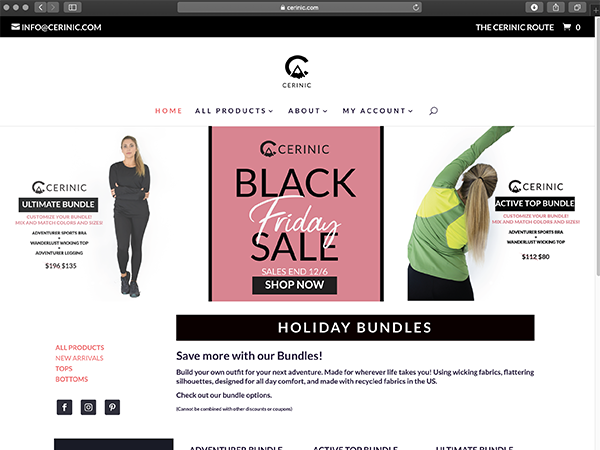 cerinic.com
INFO@CERINIC.COM
THE CERINIC ROUTE
0
CERINIC
HOME
ALL PRODUCTS
ABOUT
MY ACCOUNT
CERINIC
ULTIMATE BUNDLE
CUSTOMIZE YOUR BUNDLE!
MIX AND MATCH COLORS AND SIZES!
ADVENTURER SPORTS BRA
+
WANDERLUST WICKING TOP
+
ADVENTURER LEGGING
$196 $135
CERINIC
BLACK
Friday
SALE
SALES END 12/6
SHOP NOW
CERINIC
ACTIVE TOP BUNDLE
CUSTOMIZE YOUR BUNDLE!
MIX AND MATCH COLORS AND SIZES!
ADVENTURER SPORTS BRA
+
WANDERLUST WICKING TOP
$112 $80
HOLIDAY BUNDLES
ALL PRODUCTS
NEW ARRIVALS
TOPS
BOTTOMS
Save more with our Bundles!
Build your own outfit for your next adventure. Made for wherever life takes you! Using wicking fabrics, flattering
silhouettes, designed for all day comfort, and made with recycled fabrics in the US.
Check out our bundle options.
(Cannot be combined with other discounts or coupons)
ADVENTURER BUNDLE
ACTIVE TOP BUNDLE
ULTIMATE BUNDLE